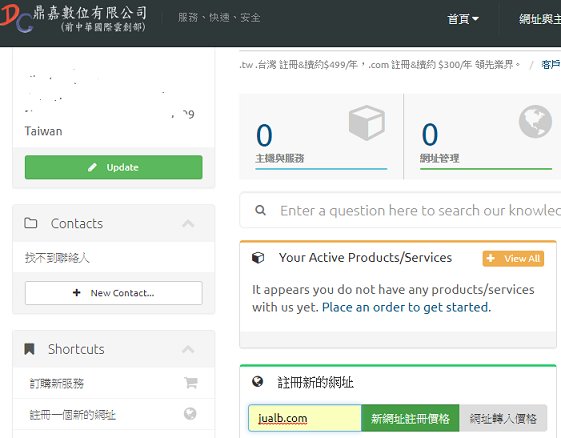 DC 鼎嘉數位有限公司
(前中華國際雲創部)
服務、快速、安全
首頁
網址與主
.tw .台灣 註冊&續約$499/年，.com 註冊&續約 $300/年 領先業界。 / 客戶
Taiwan
Update
0
主機與服務
0
網址管理
Contacts
找不到聯絡人
+ New Contact...
Enter a question here to search our knowled
Your Active Products/Services
+ View All
It appears you do not have any products/services
with us yet. Place an order to get started.
Shortcuts
訂購新服務
註冊一個新的網址
註冊新的網址
jualb.com
新網址註冊價格
網址轉入價格